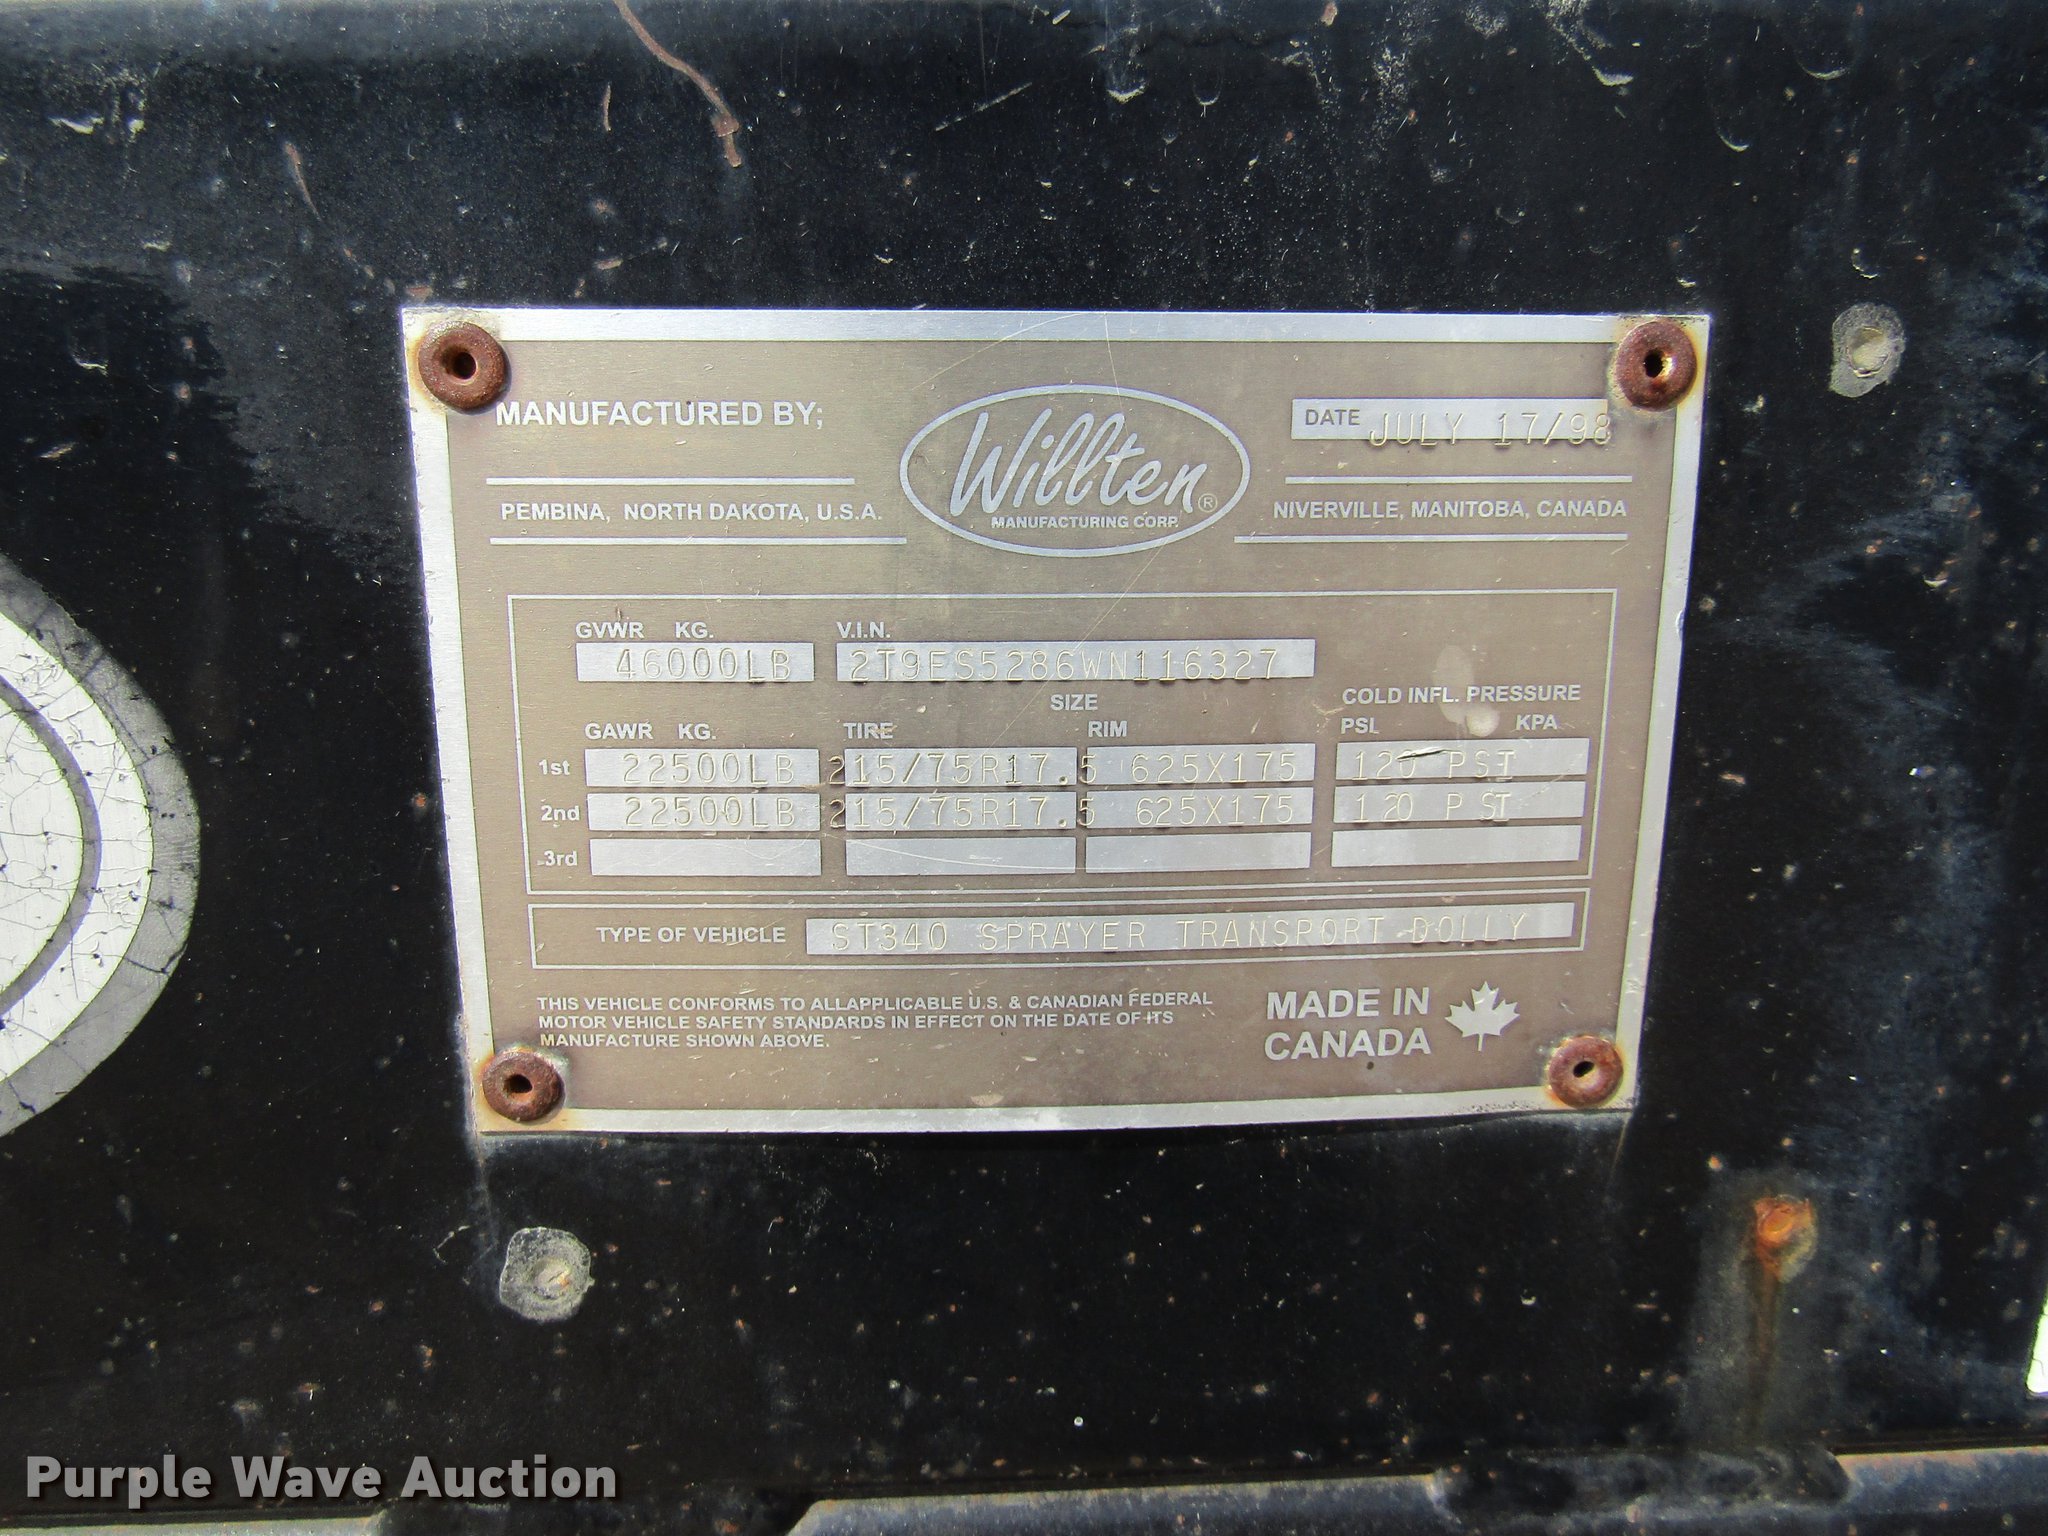 MANUFACTURED BY;
Willten ®
MANUFACTURING CORP.
DATE JULY 17/98
PEMBINA, NORTH DAKOTA, U.S.A.
NIVERVILLE, MANITOBA, CANADA
GVWR KG. V.I.N.
46000LB 2T9ES5286WN116327
SIZE COLD INFL. PRESSURE
GAWR KG. TIRE RIM PSL KPA
1st 22500LB 215/75R17.5 625X175 120 PSI
2nd 22500LB 215/75R17.5 625X175 120 PSI
3rd
TYPE OF VEHICLE ST340 SPRAYER TRANSPORT DOLLY
THIS VEHICLE CONFORMS TO ALLAPPLICABLE U.S. & CANADIAN FEDERAL
MOTOR VEHICLE SAFETY STANDARDS IN EFFECT ON THE DATE OF ITS
MANUFACTURE SHOWN ABOVE.
MADE IN
CANADA
Purple Wave Auction